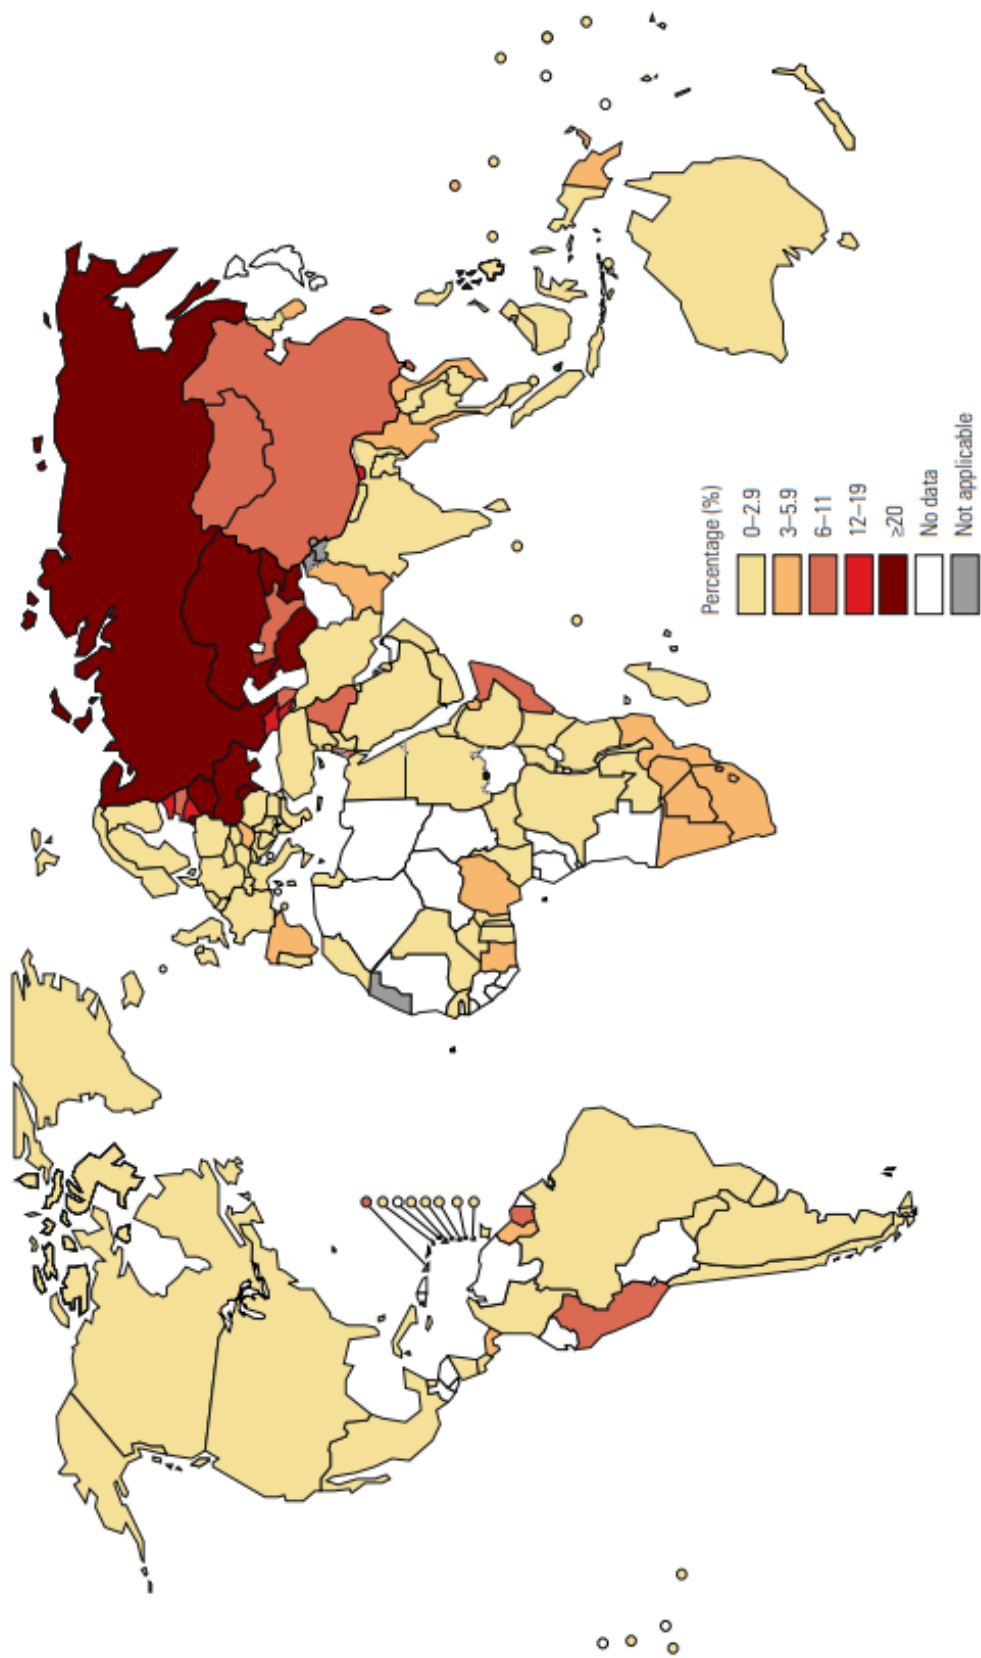 Percentage (%)
0–2.9
3–5.9
6–11
12–19
≥20
No data
Not applicable